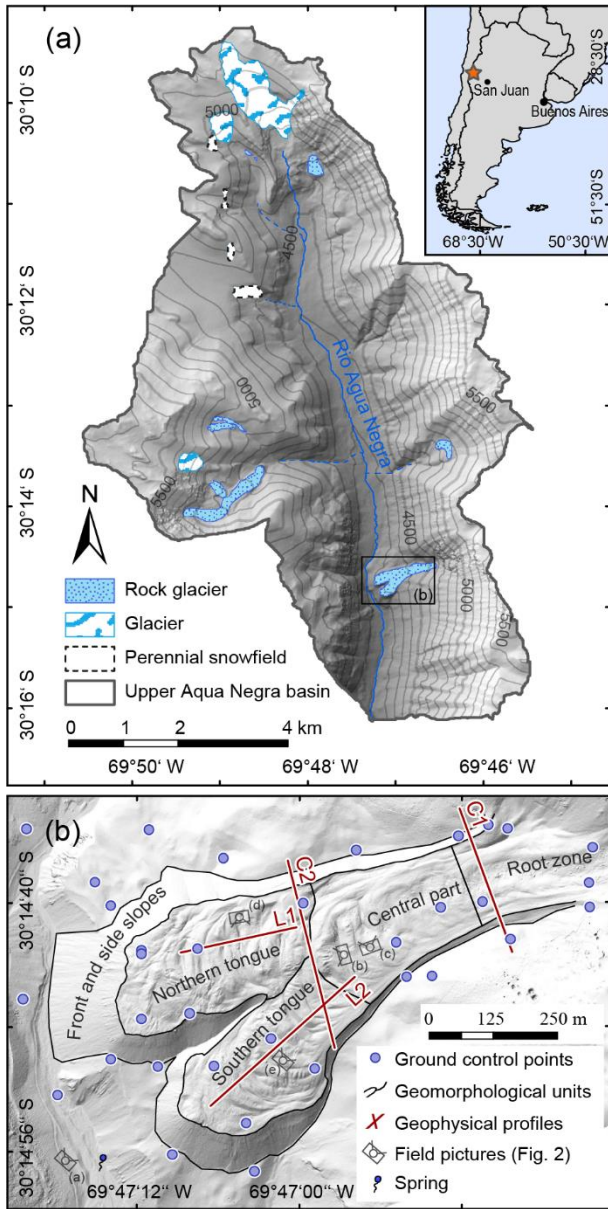 (a)
30°10' S
30°12' S
30°14' S
30°16' S
5000
4500
5000
5500
5500
4500
5000
5500
Rio Agua Negra
(b)
N
Rock glacier
Glacier
Perennial snowfield
Upper Aqua Negra basin
0 1 2 4 km
69°50' W 69°48' W 69°46' W
San Juan
Buenos Aires
28°30'S
51°30'S
68°30'W 50°30'W
(b)
30°14'40“ S
30°14'56“ S
C1
C2
L1
L2
Root zone
Central part
Northern tongue
Southern tongue
Front and side slopes
(d)
(b)
(c)
(e)
(a)
0 125 250 m
Ground control points
Geomorphological units
Geophysical profiles
Field pictures (Fig. 2)
Spring
69°47'12“ W 69°47'00“ W